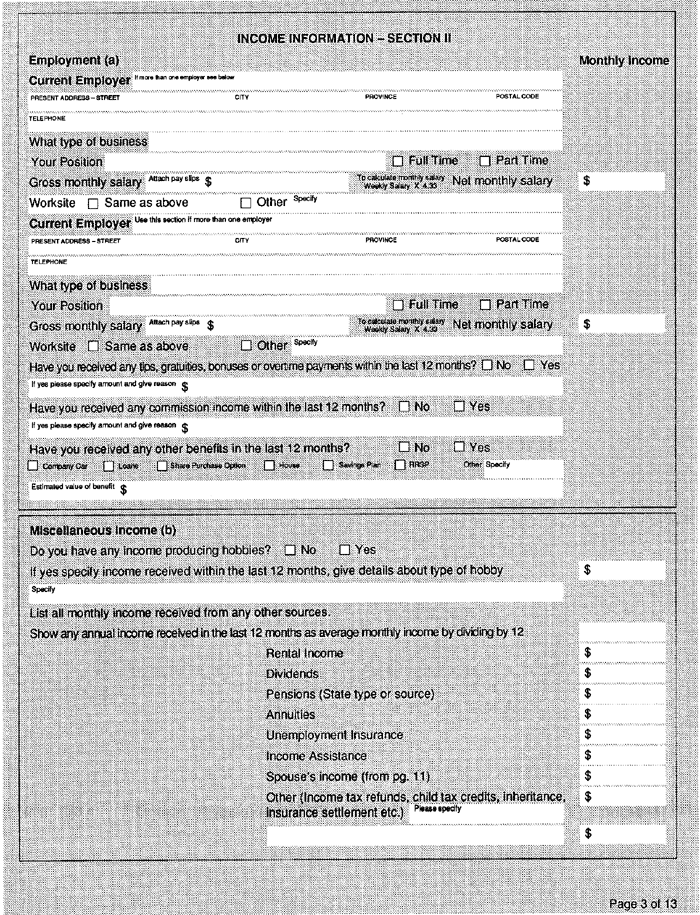 INCOME INFORMATION – SECTION II
Employment (a) Monthly Income
Current Employer If more than one employer see below
PRESENT ADDRESS – STREET CITY PROVINCE POSTAL CODE
TELEPHONE
What type of business
Your Position Full Time Part Time
Gross monthly salary Attach pay slips $ To calculate monthly salary Weekly Salary X 4.33 Net monthly salary $
Worksite Same as above Other Specify
Current Employer Use this section if more than one employer
PRESENT ADDRESS – STREET CITY PROVINCE POSTAL CODE
TELEPHONE
What type of business
Your Position Full Time Part Time
Gross monthly salary Attach pay slips $ To calculate monthly salary Weekly Salary X 4.33 Net monthly salary $
Worksite Same as above Other Specify
Have you received any tips, gratuities, bonuses or overtime payments within the last 12 months? No Yes
If yes please specify amount and give reason $
Have you received any commission income within the last 12 months? No Yes
If yes please specify amount and give reason $
Have you received any other benefits in the last 12 months? No Yes
Company Car Loans Share Purchase Option House Savings Plan RRSP Other Specify
Estimated value of benefit $
Miscellaneous Income (b)
Do you have any income producing hobbies? No Yes
If yes specify income received within the last 12 months, give details about type of hobby $
Specify
List all monthly income received from any other sources.
Show any annual income received in the last 12 months as average monthly income by dividing by 12
Rental Income $
Dividends $
Pensions (State type or source) $
Annuities $
Unemployment Insurance $
Income Assistance $
Spouse's income (from pg. 11) $
Other (Income tax refunds, child tax credits, inheritance, $
insurance settlement etc.) Please specify
$
Page 3 of 13